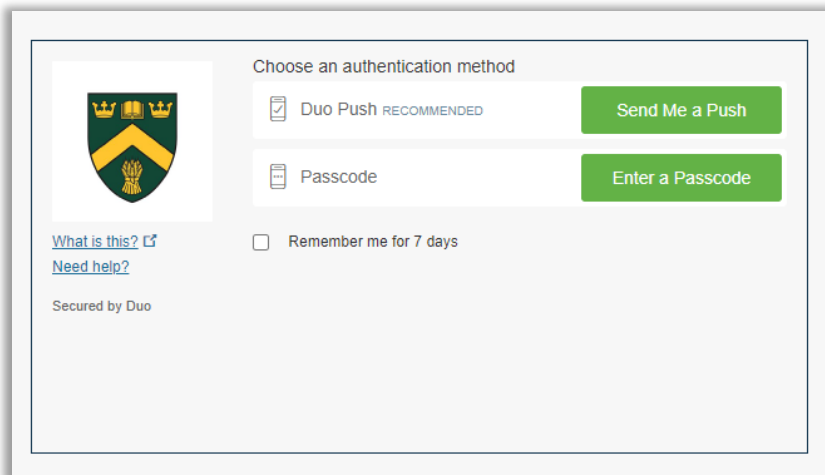 Choose an authentication method
Duo Push RECOMMENDED
Send Me a Push
Passcode
Enter a Passcode
Remember me for 7 days
What is this?
Need help?
Secured by Duo